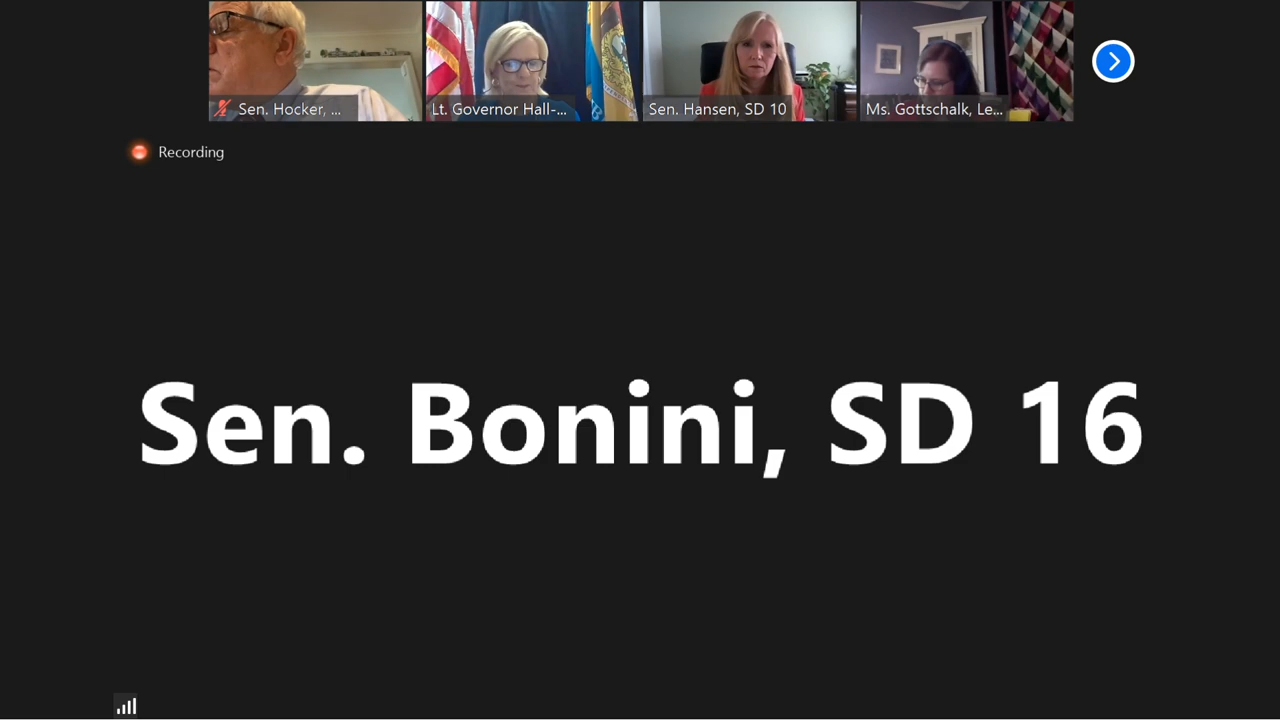 Sen. Hocker, ...
Lt. Governor Hall-...
Sen. Hansen, SD 10
Ms. Gottschalk, Le...
Recording
Sen. Bonini, SD 16